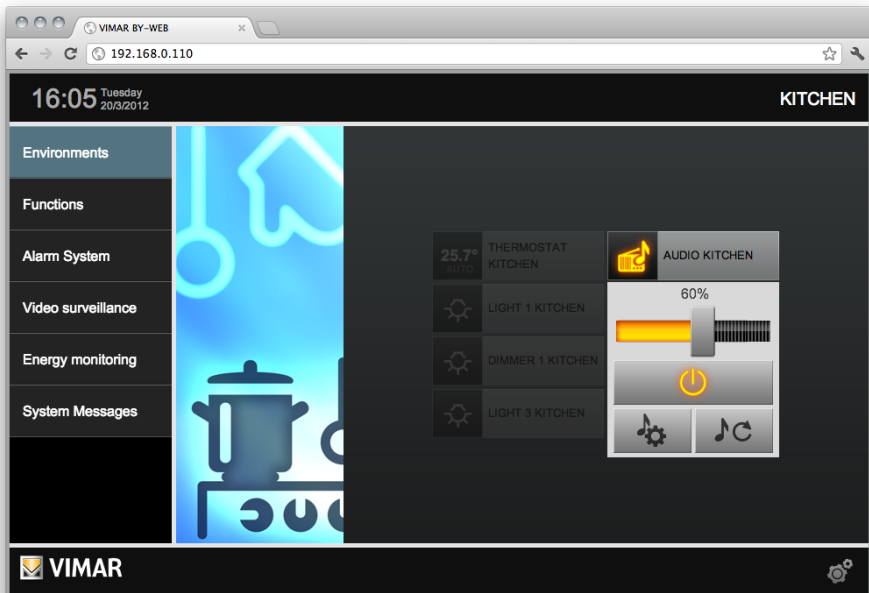 VIMAR BY-WEB
192.168.0.110
16:05 Tuesday
20/3/2012
KITCHEN
Environments
Functions
Alarm System
Video surveillance
Energy monitoring
System Messages
25.7°
AUTO
THERMOSTAT
KITCHEN
LIGHT 1 KITCHEN
DIMMER 1 KITCHEN
LIGHT 3 KITCHEN
AUDIO KITCHEN
60%
VIMAR